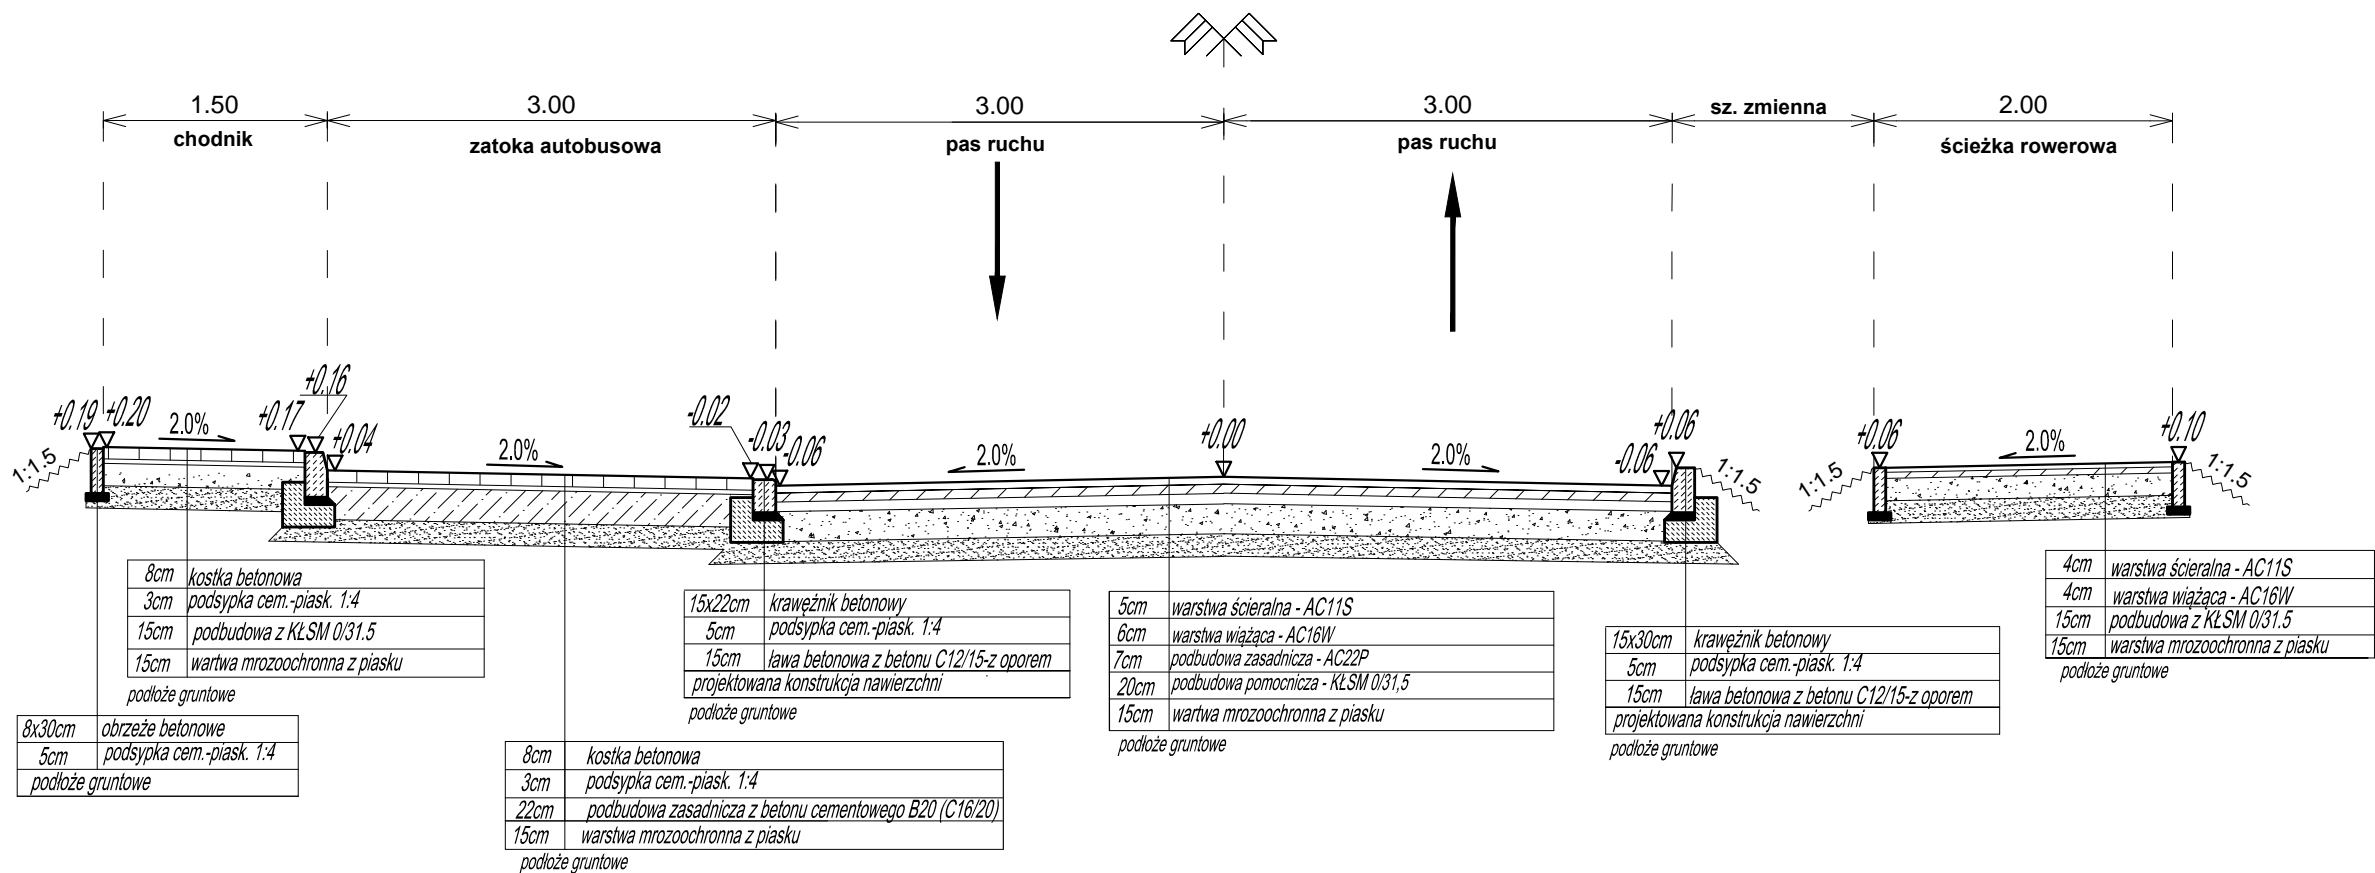 1.50
3.00
3.00
3.00
sz. zmienna
2.00
chodnik
zatoka autobusowa
pas ruchu
pas ruchu
ścieżka rowerowa
+0.19
+0.20
2.0%
+0.17
+0.16
+0.04
2.0%
-0.02
-0.03
-0.06
2.0%
+0.00
2.0%
-0.06
+0.06
+0.06
2.0%
+0.10
1:1.5
1:1.5
1:1.5
1:1.5
8cm kostka betonowa
3cm podsypka cem.-piask. 1:4
15cm podbudowa z KŁSM 0/31.5
15cm wartwa mrozoochronna z piasku
podłoże gruntowe
8x30cm obrzeże betonowe
5cm podsypka cem.-piask. 1:4
podłoże gruntowe
8cm kostka betonowa
3cm podsypka cem.-piask. 1:4
22cm podbudowa zasadnicza z betonu cementowego B20 (C16/20)
15cm warstwa mrozoochronna z piasku
podłoże gruntowe
15x22cm krawężnik betonowy
5cm podsypka cem.-piask. 1:4
15cm ława betonowa z betonu C12/15-z oporem
projektowana konstrukcja nawierzchni
podłoże gruntowe
5cm warstwa ścieralna - AC11S
6cm warstwa wiążąca - AC16W
7cm podbudowa zasadnicza - AC22P
20cm podbudowa pomocnicza - KŁSM 0/31,5
15cm wartwa mrozoochronna z piasku
podłoże gruntowe
15x30cm krawężnik betonowy
5cm podsypka cem.-piask. 1:4
15cm ława betonowa z betonu C12/15-z oporem
projektowana konstrukcja nawierzchni
podłoże gruntowe
4cm warstwa ścieralna - AC11S
4cm warstwa wiążąca - AC16W
15cm podbudowa z KŁSM 0/31.5
15cm warstwa mrozoochronna z piasku
podłoże gruntowe